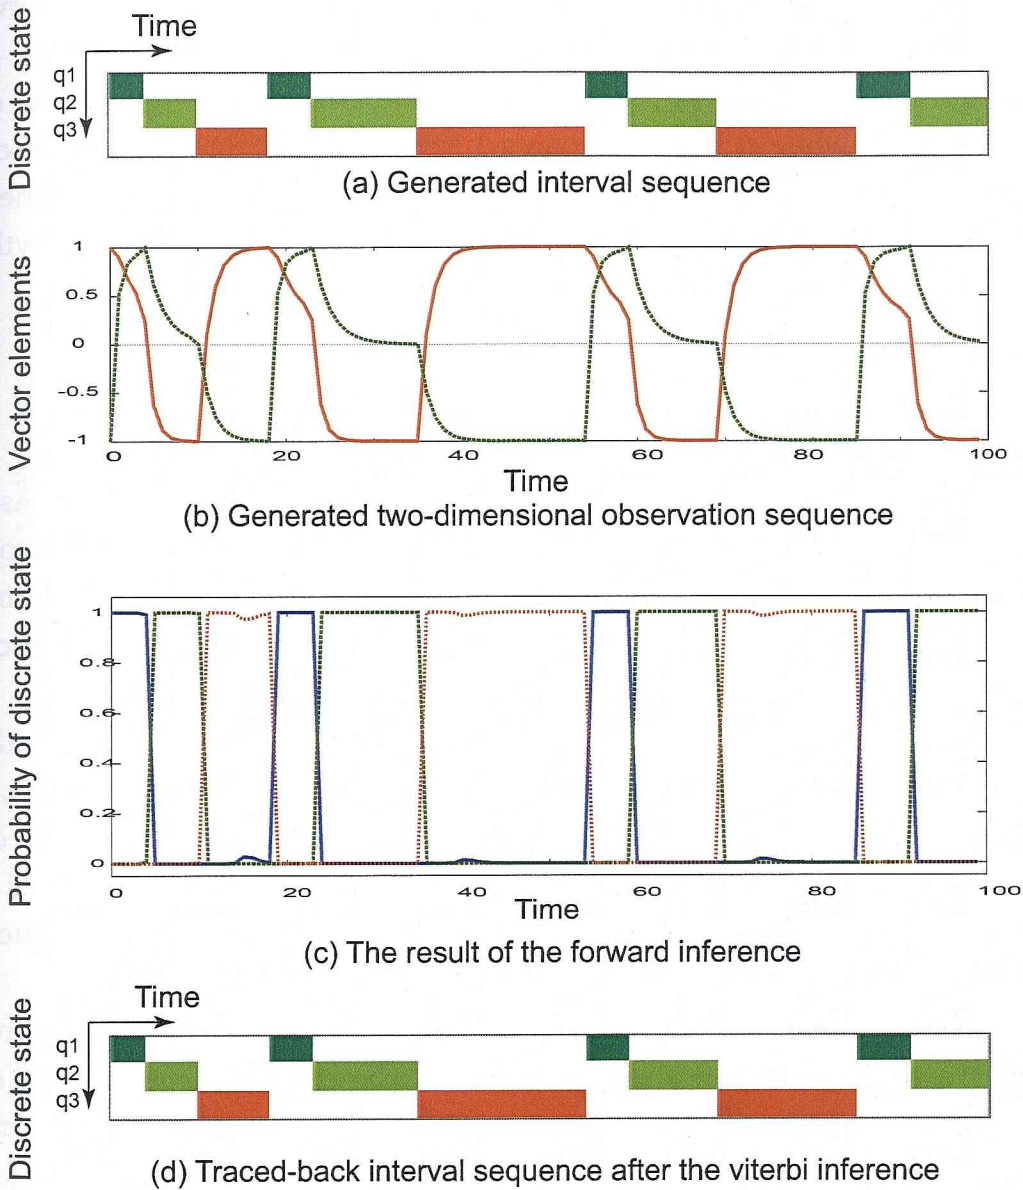 Discrete state
Time
q1
q2
q3
(a) Generated interval sequence
Vector elements
1
0.5
0
-0.5
-1
0 20 40 60 80 100
Time
(b) Generated two-dimensional observation sequence
Probability of discrete state
1
0.8
0.6
0.4
0.2
0
0 20 40 60 80 100
Time
(c) The result of the forward inference
Discrete state
Time
q1
q2
q3
(d) Traced-back interval sequence after the viterbi inference